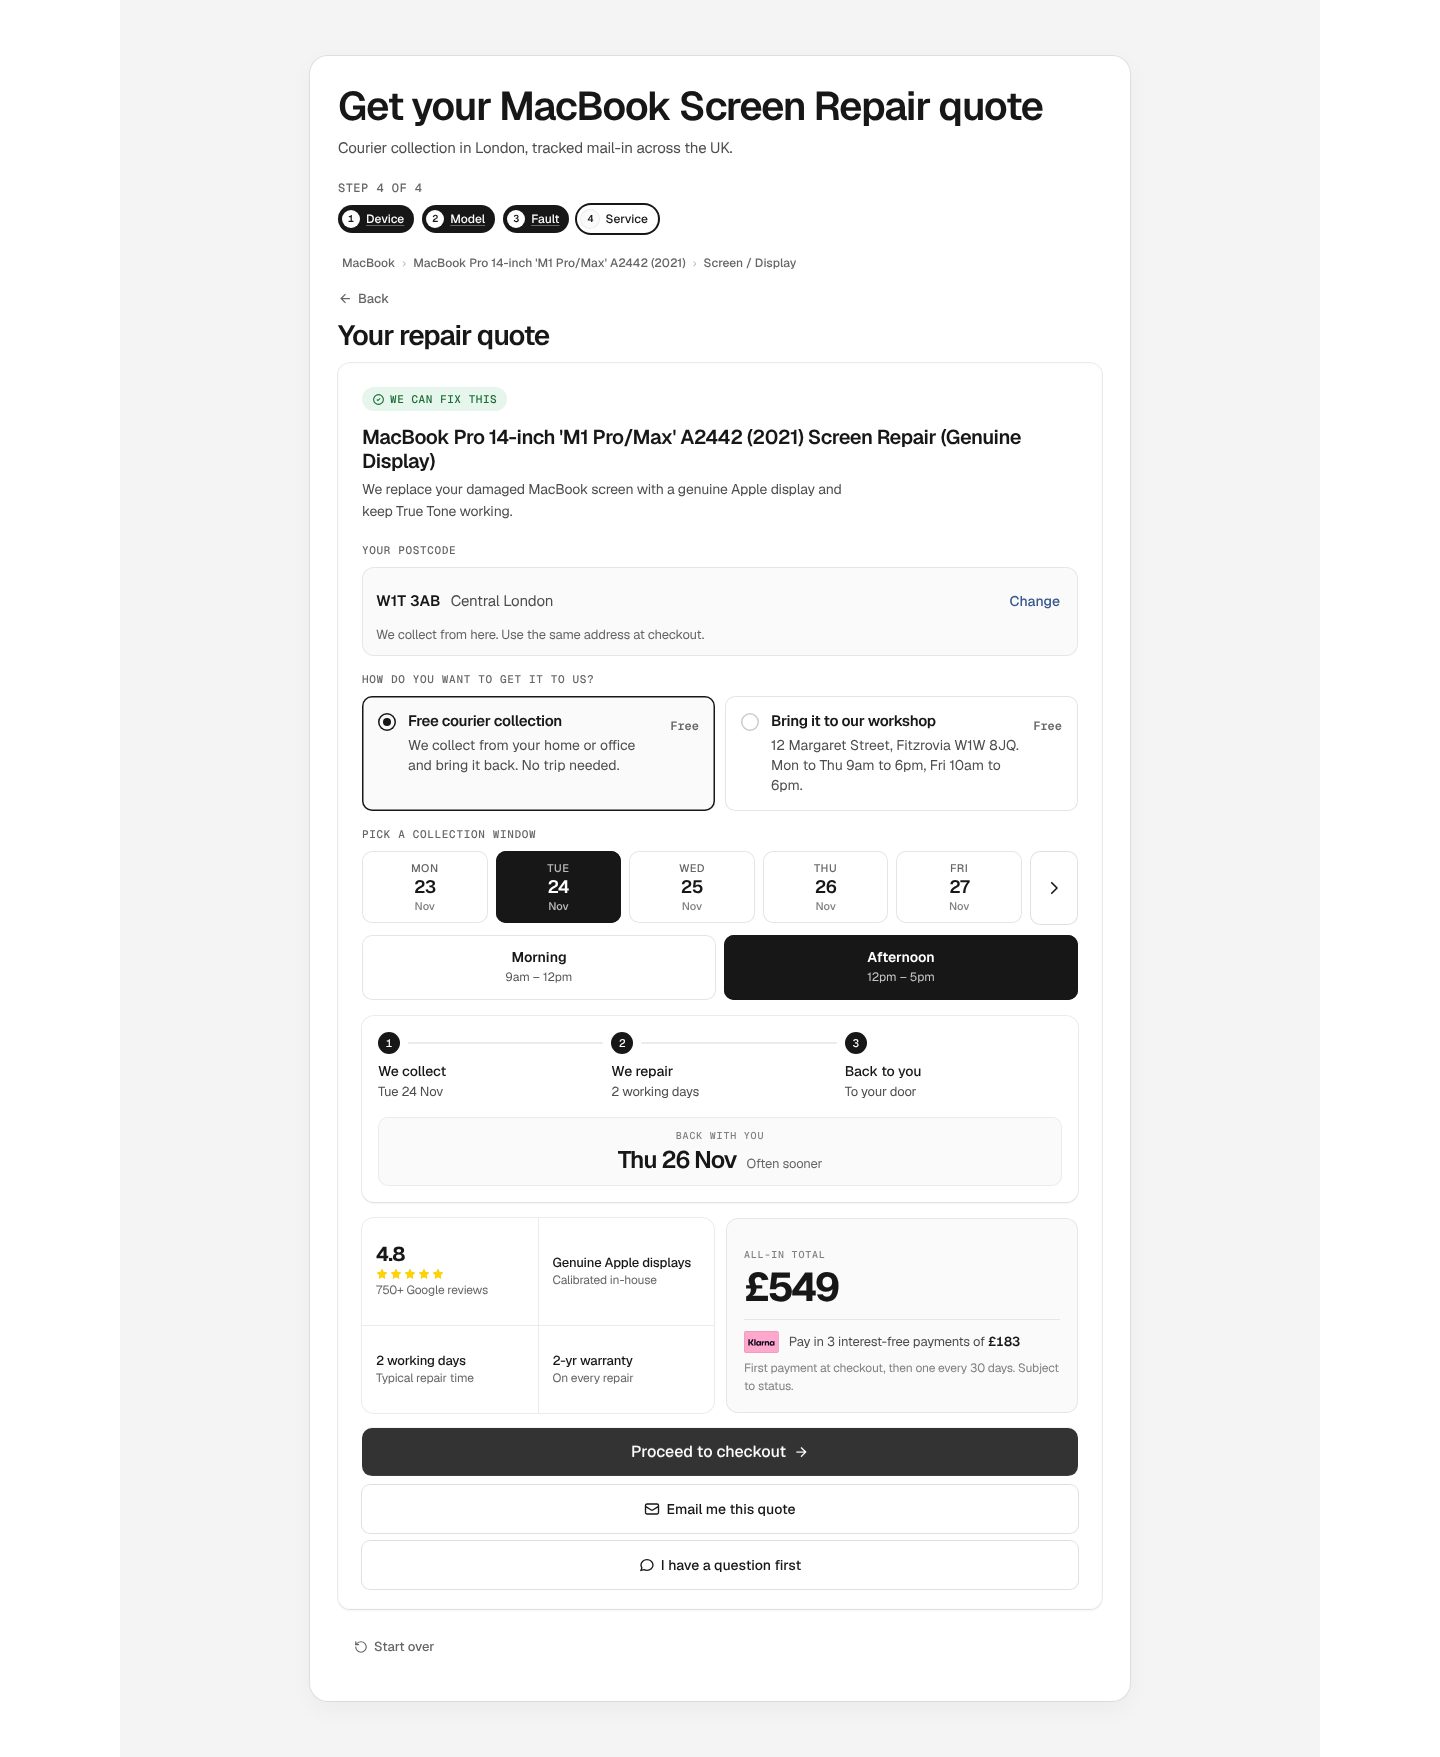 Get your MacBook Screen Repair quote
Courier collection in London, tracked mail-in across the UK.
STEP 4 OF 4
1 Device 2 Model 3 Fault 4 Service
MacBook › MacBook Pro 14-inch 'M1 Pro/Max' A2442 (2021) › Screen / Display
← Back
Your repair quote
WE CAN FIX THIS
MacBook Pro 14-inch 'M1 Pro/Max' A2442 (2021) Screen Repair (Genuine
Display)
We replace your damaged MacBook screen with a genuine Apple display and
keep True Tone working.
YOUR POSTCODE
W1T 3AB Central London
Change
We collect from here. Use the same address at checkout.
HOW DO YOU WANT TO GET IT TO US?
Free courier collection
Free
We collect from your home or office
and bring it back. No trip needed.
Bring it to our workshop
Free
12 Margaret Street, Fitzrovia W1W 8JQ.
Mon to Thu 9am to 6pm, Fri 10am to
6pm.
PICK A COLLECTION WINDOW
MON
23
Nov
TUE
24
Nov
WED
25
Nov
THU
26
Nov
FRI
27
Nov
Morning
9am – 12pm
Afternoon
12pm – 5pm
1
We collect
Tue 24 Nov
2
We repair
2 working days
3
Back to you
To your door
BACK WITH YOU
Thu 26 Nov Often sooner
4.8
750+ Google reviews
Genuine Apple displays
Calibrated in-house
2 working days
Typical repair time
2-yr warranty
On every repair
ALL-IN TOTAL
£549
Klarna Pay in 3 interest-free payments of £183
First payment at checkout, then one every 30 days. Subject
to status.
Proceed to checkout →
Email me this quote
I have a question first
Start over